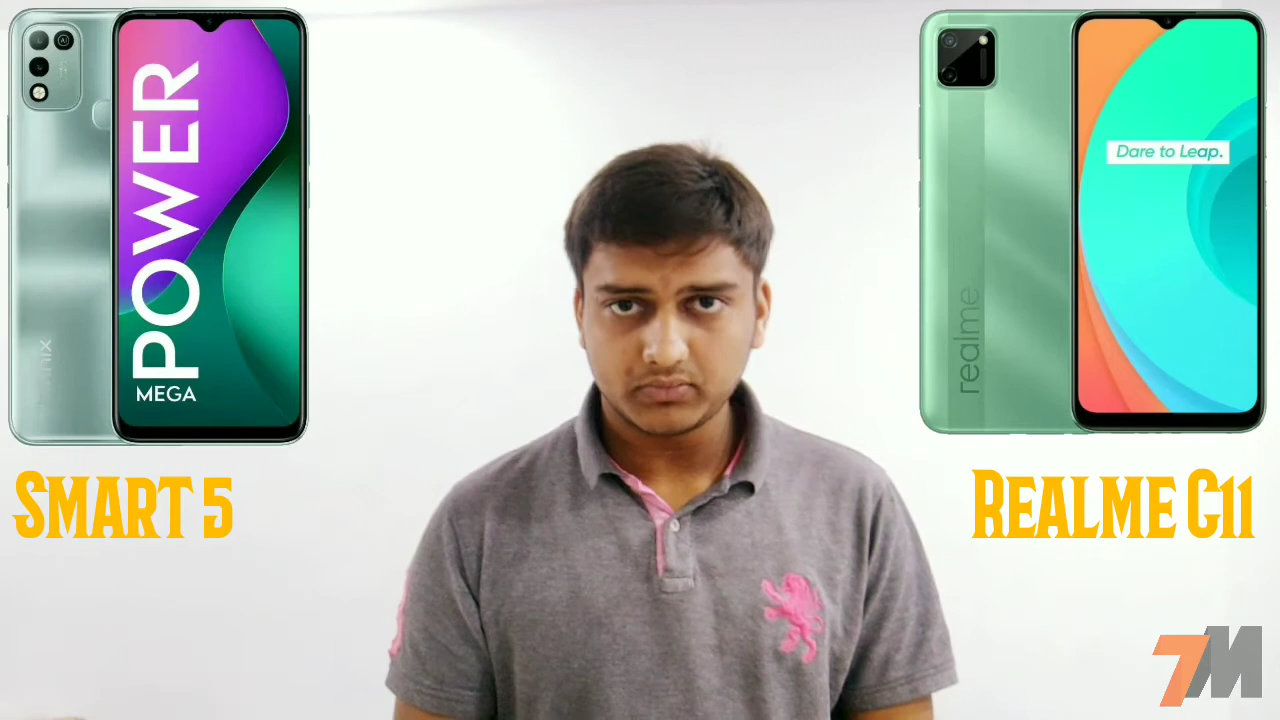 POWER
MEGA
realme
Dare to Leap.
SMART 5
REALME C11
7M